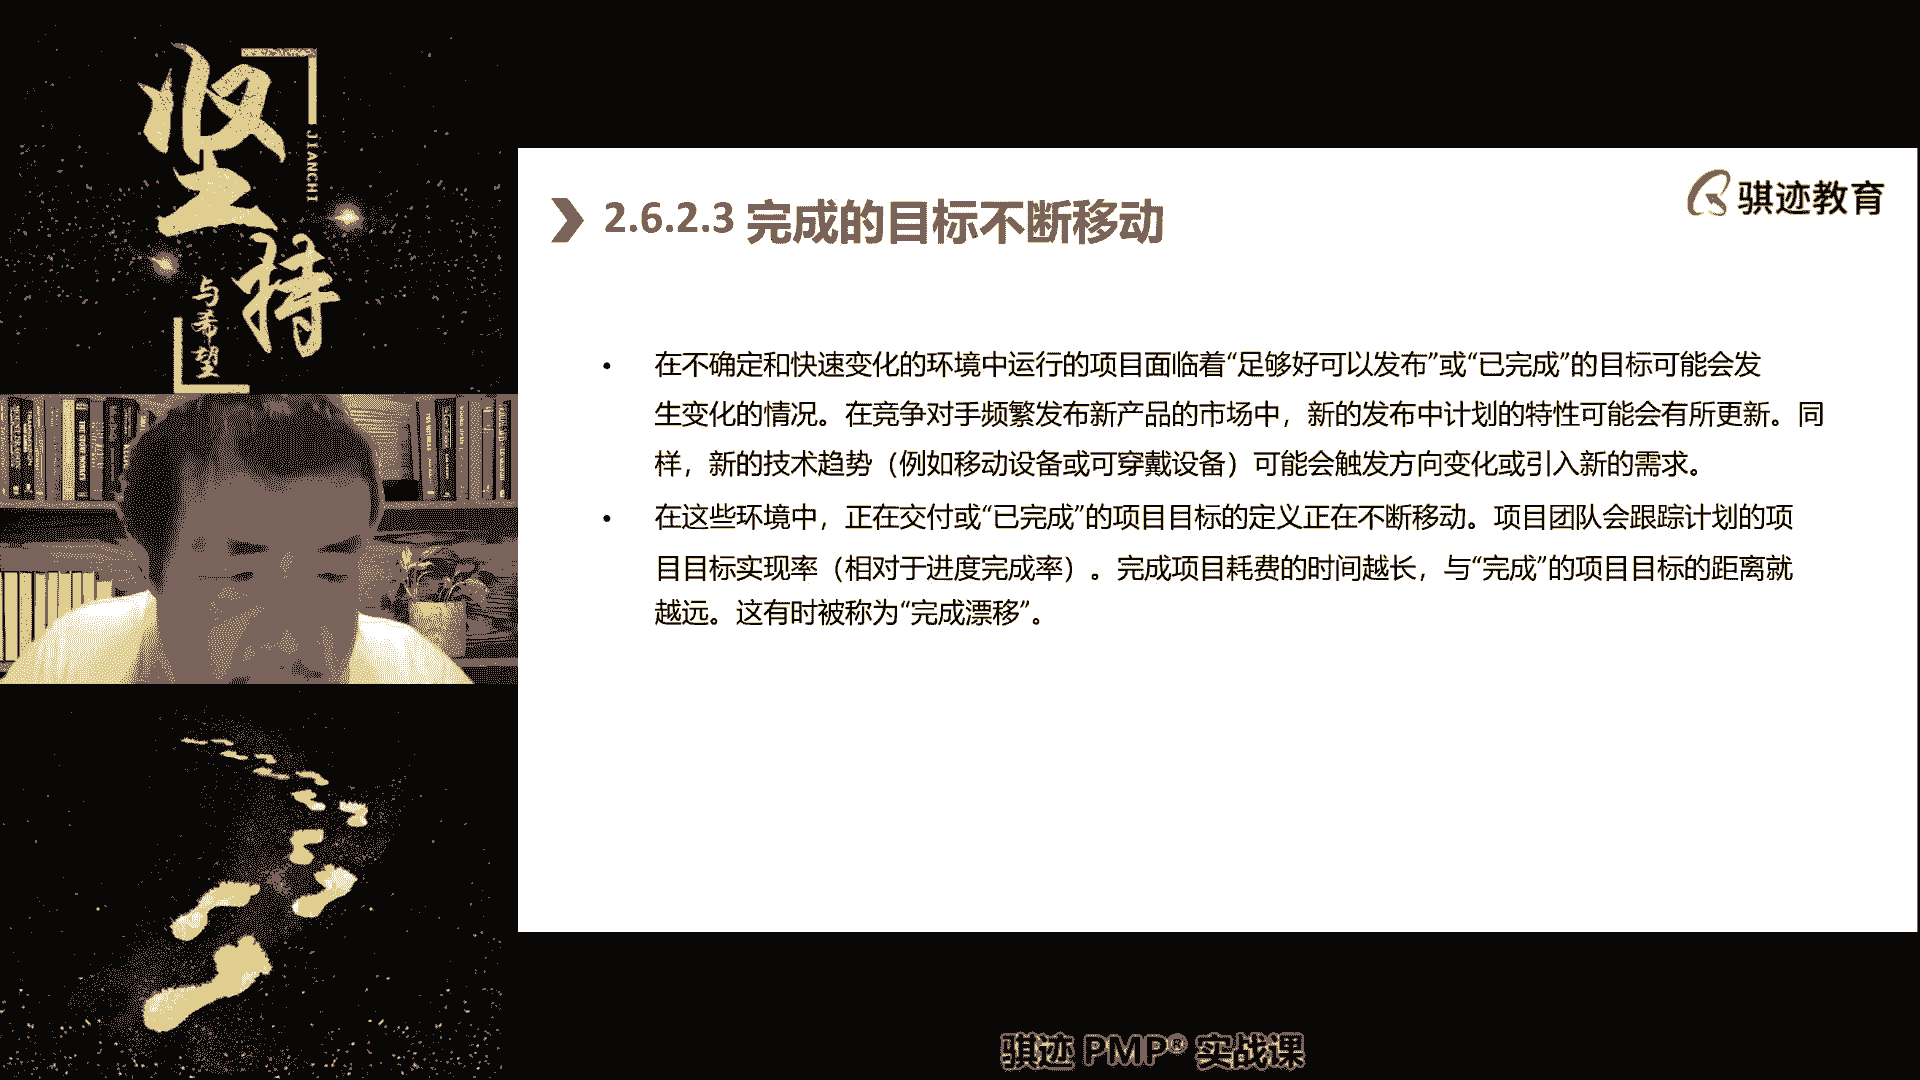 坚持
JIANCHI
与希望
骐迹教育
2.6.2.3 完成的目标不断移动
• 在不确定和快速变化的环境中运行的项目面临着“足够好可以发布”或“已完成”的目标可能会发
生变化的情况。在竞争对手频繁发布新产品的市场中，新的发布中计划的特性可能会有所更新。同
样，新的技术趋势（例如移动设备或可穿戴设备）可能会触发方向变化或引入新的需求。
• 在这些环境中，正在交付或“已完成”的项目目标的定义正在不断移动。项目团队会跟踪计划的项
目目标实现率（相对于进度完成率）。完成项目耗费的时间越长，与“完成”的项目目标的距离就
越远。这有时被称为“完成漂移”。
骐迹 PMP® 实战课